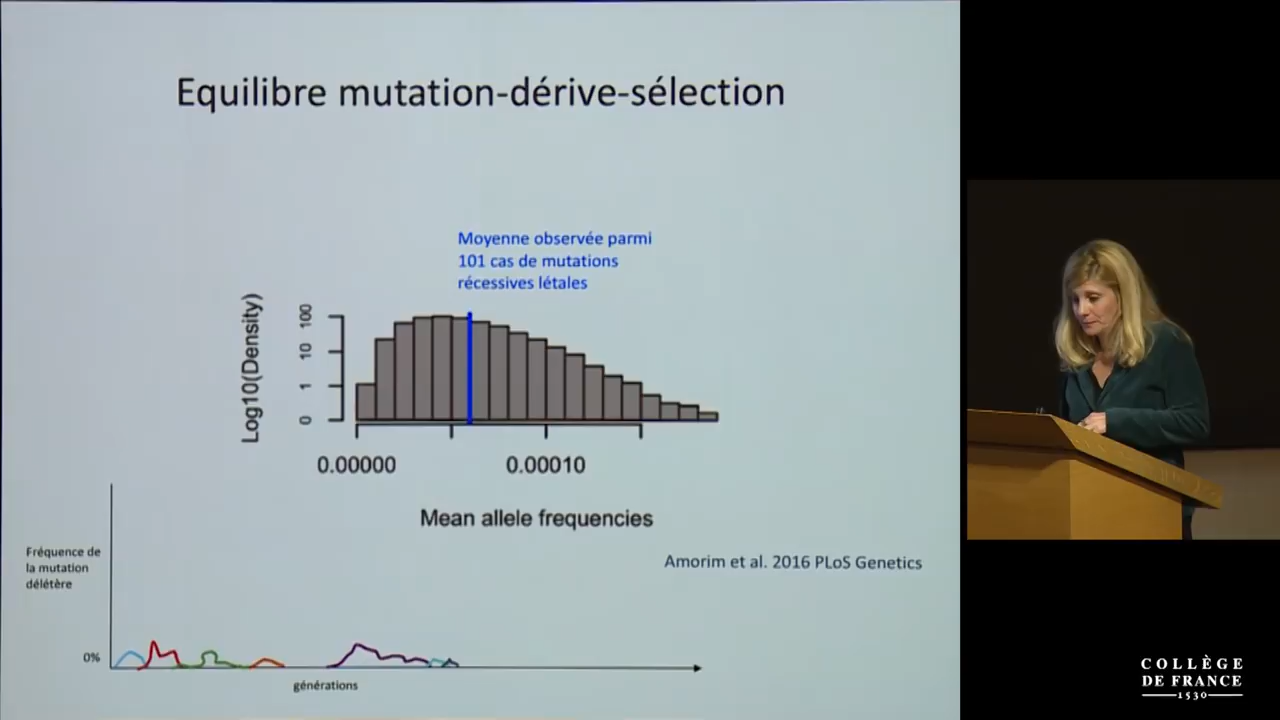 Equilibre mutation-dérive-sélection
Moyenne observée parmi
101 cas de mutations
récessives létales
Log10(Density)
100
10
1
0
0.00000
0.00010
Mean allele frequencies
Amorim et al. 2016 PLoS Genetics
Fréquence de
la mutation
délétère
0%
générations
COLLÈGE
DE FRANCE
1530